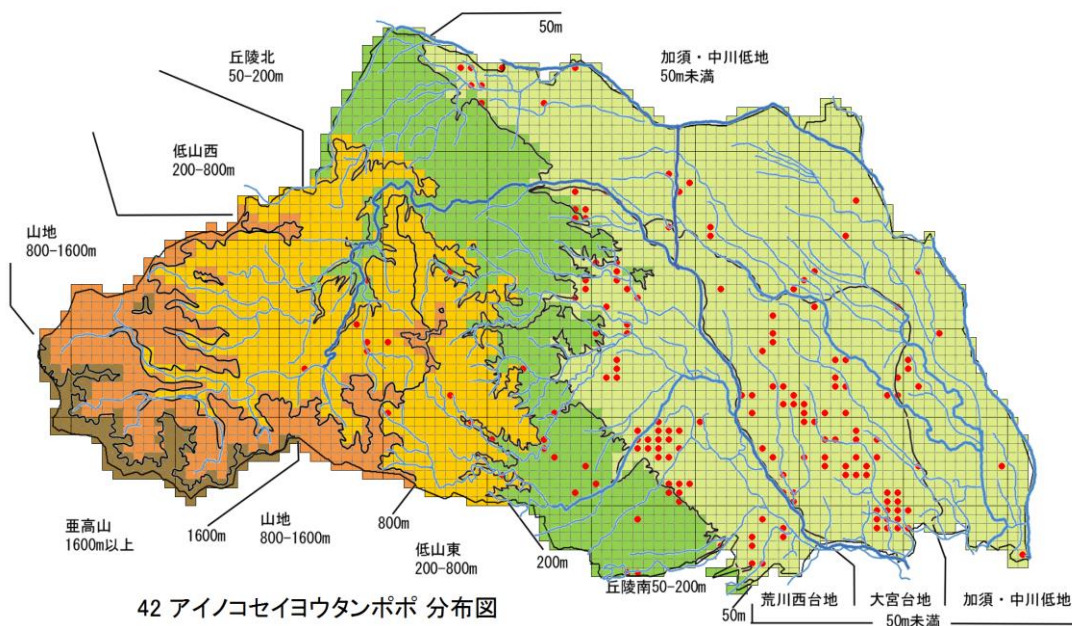 50m
丘陵北
50-200m
加須・中川低地
50m未満
低山西
200-800m
山地
800-1600m
亜高山
1600m以上
1600m
山地
800-1600m
800m
低山東
200-800m
200m
丘陵南50-200m
50m
荒川西台地
大宮台地
加須・中川低地
50m未満
42 アイノコセイヨウタンポポ 分布図